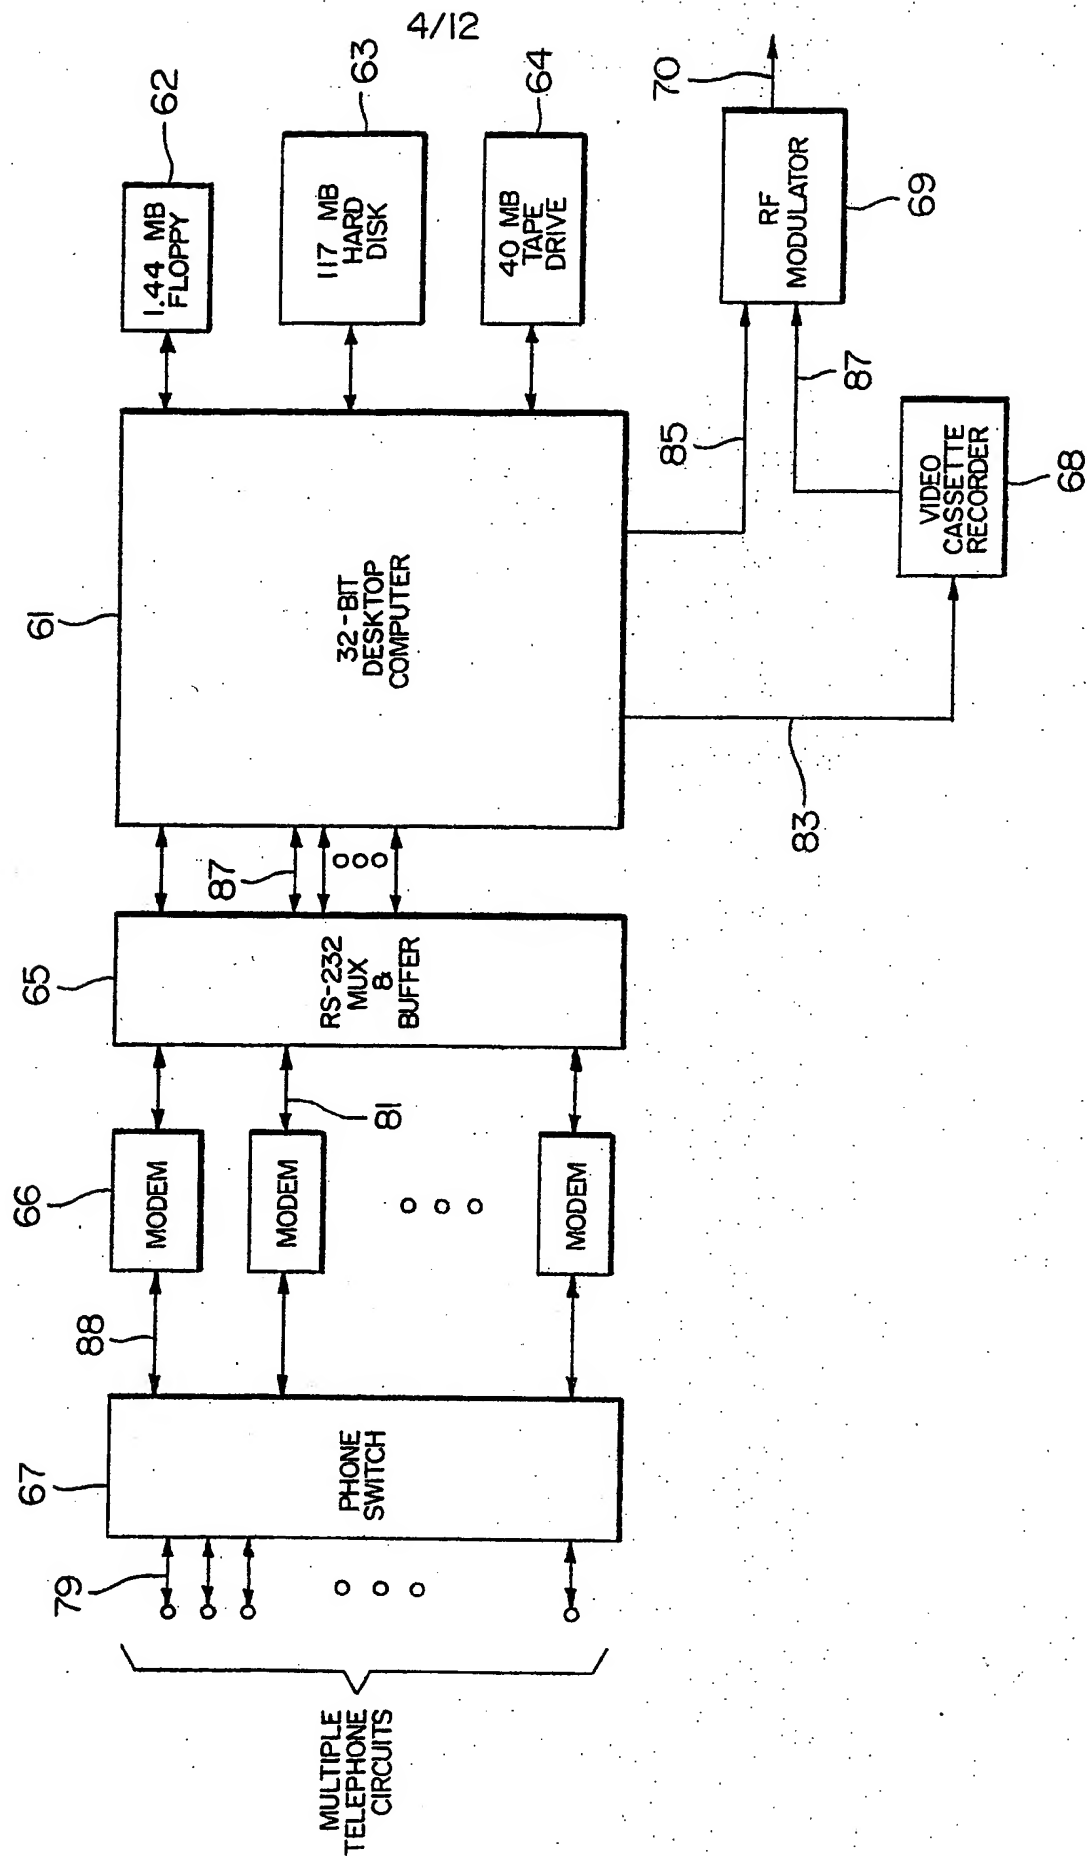 4/12
62
1.44 MB
FLOPPY
63
117 MB
HARD
DISK
64
40 MB
TAPE
DRIVE
70
RF
MODULATOR
69
61
32-BIT
DESKTOP
COMPUTER
85
87
VIDEO
CASSETTE
RECORDER
68
83
87
65
RS-232
MUX
&
BUFFER
81
66
MODEM
MODEM
MODEM
88
67
PHONE
SWITCH
79
MULTIPLE
TELEPHONE
CIRCUITS